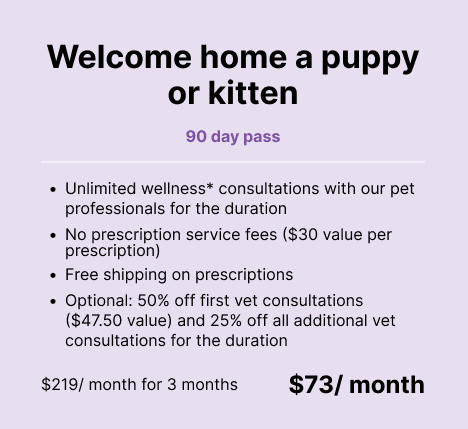 Welcome home a puppy
or kitten
90 day pass
• Unlimited wellness* consultations with our pet
professionals for the duration
• No prescription service fees ($30 value per
prescription)
• Free shipping on prescriptions
• Optional: 50% off first vet consultations
($47.50 value) and 25% off all additional vet
consultations for the duration
$219/ month for 3 months
$73/ month